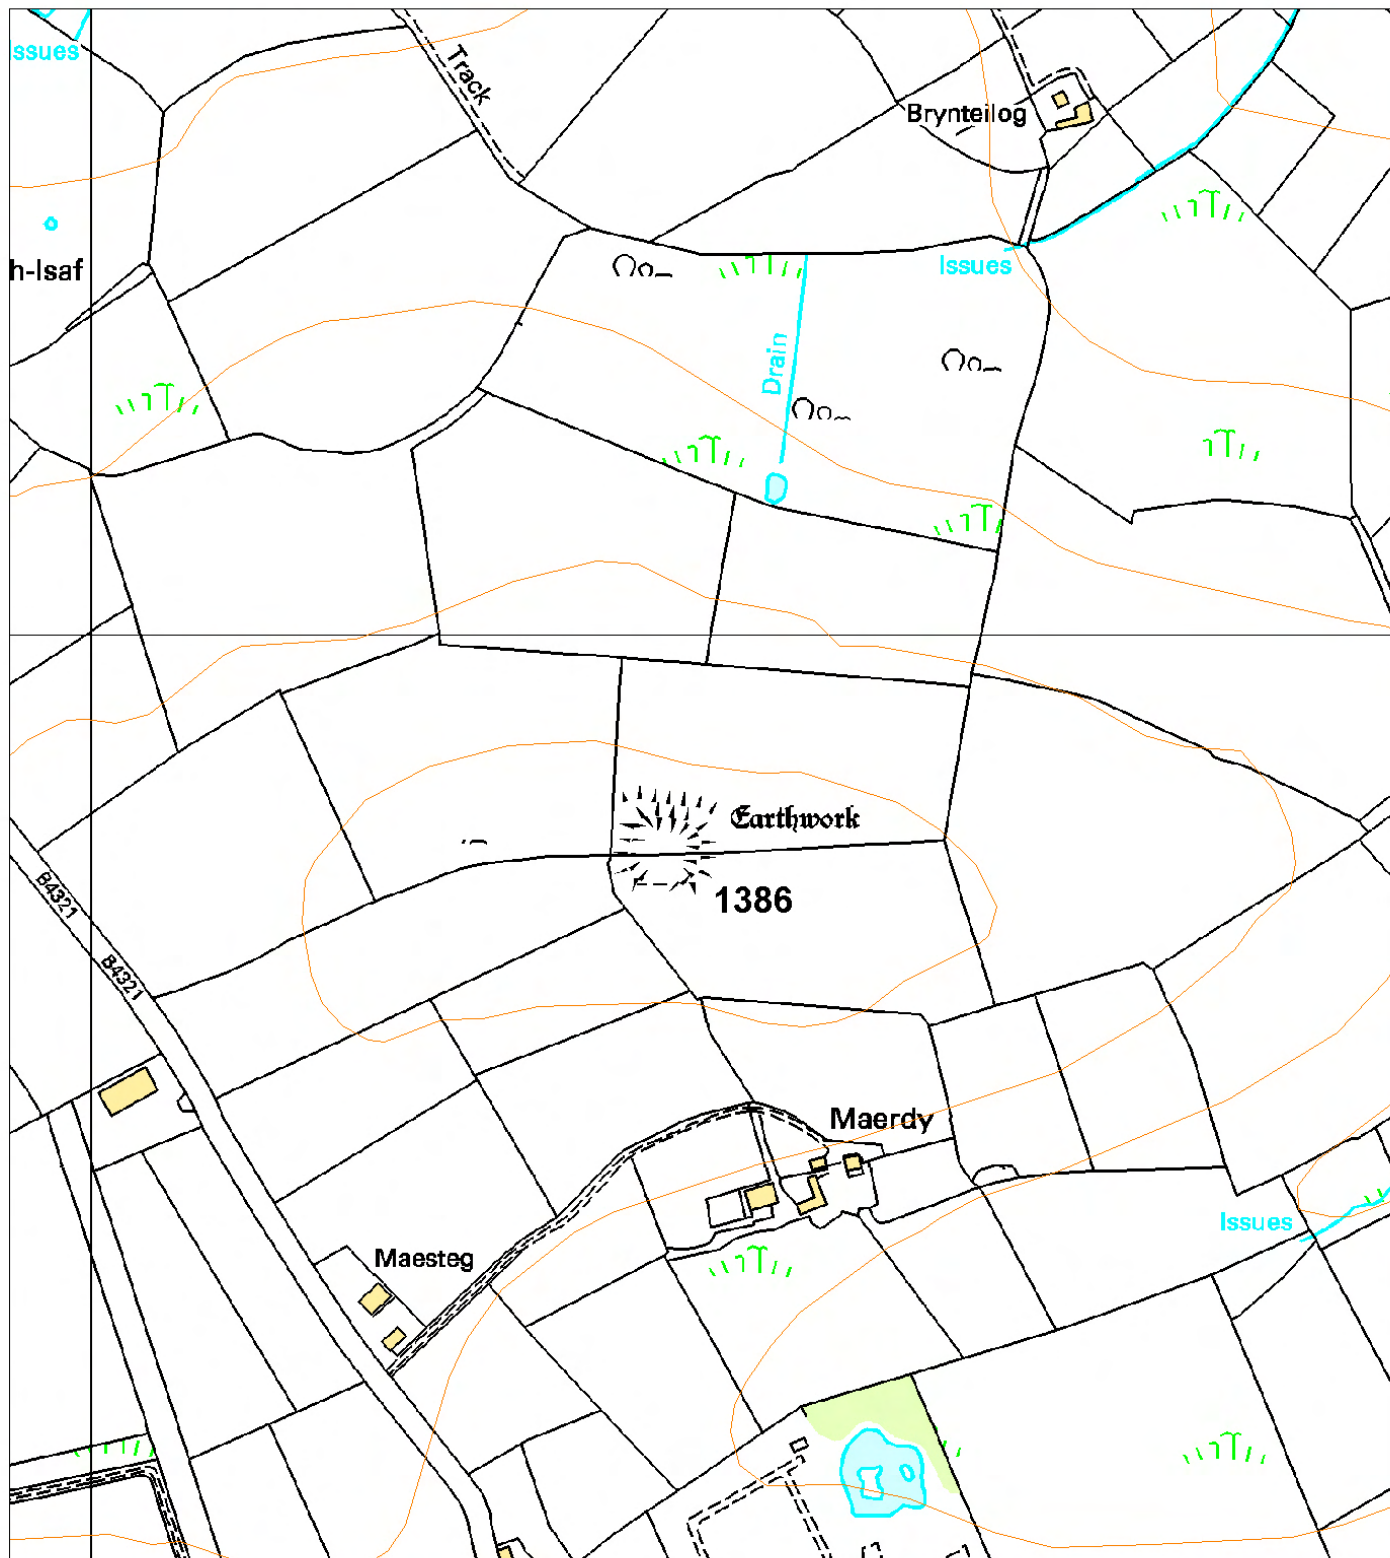 Issues
Track
Brynteilog
h-Isaf
Issues
Drain
Earthwork
B4321
1386
B4321
Maerdy
Issues
Maesteg